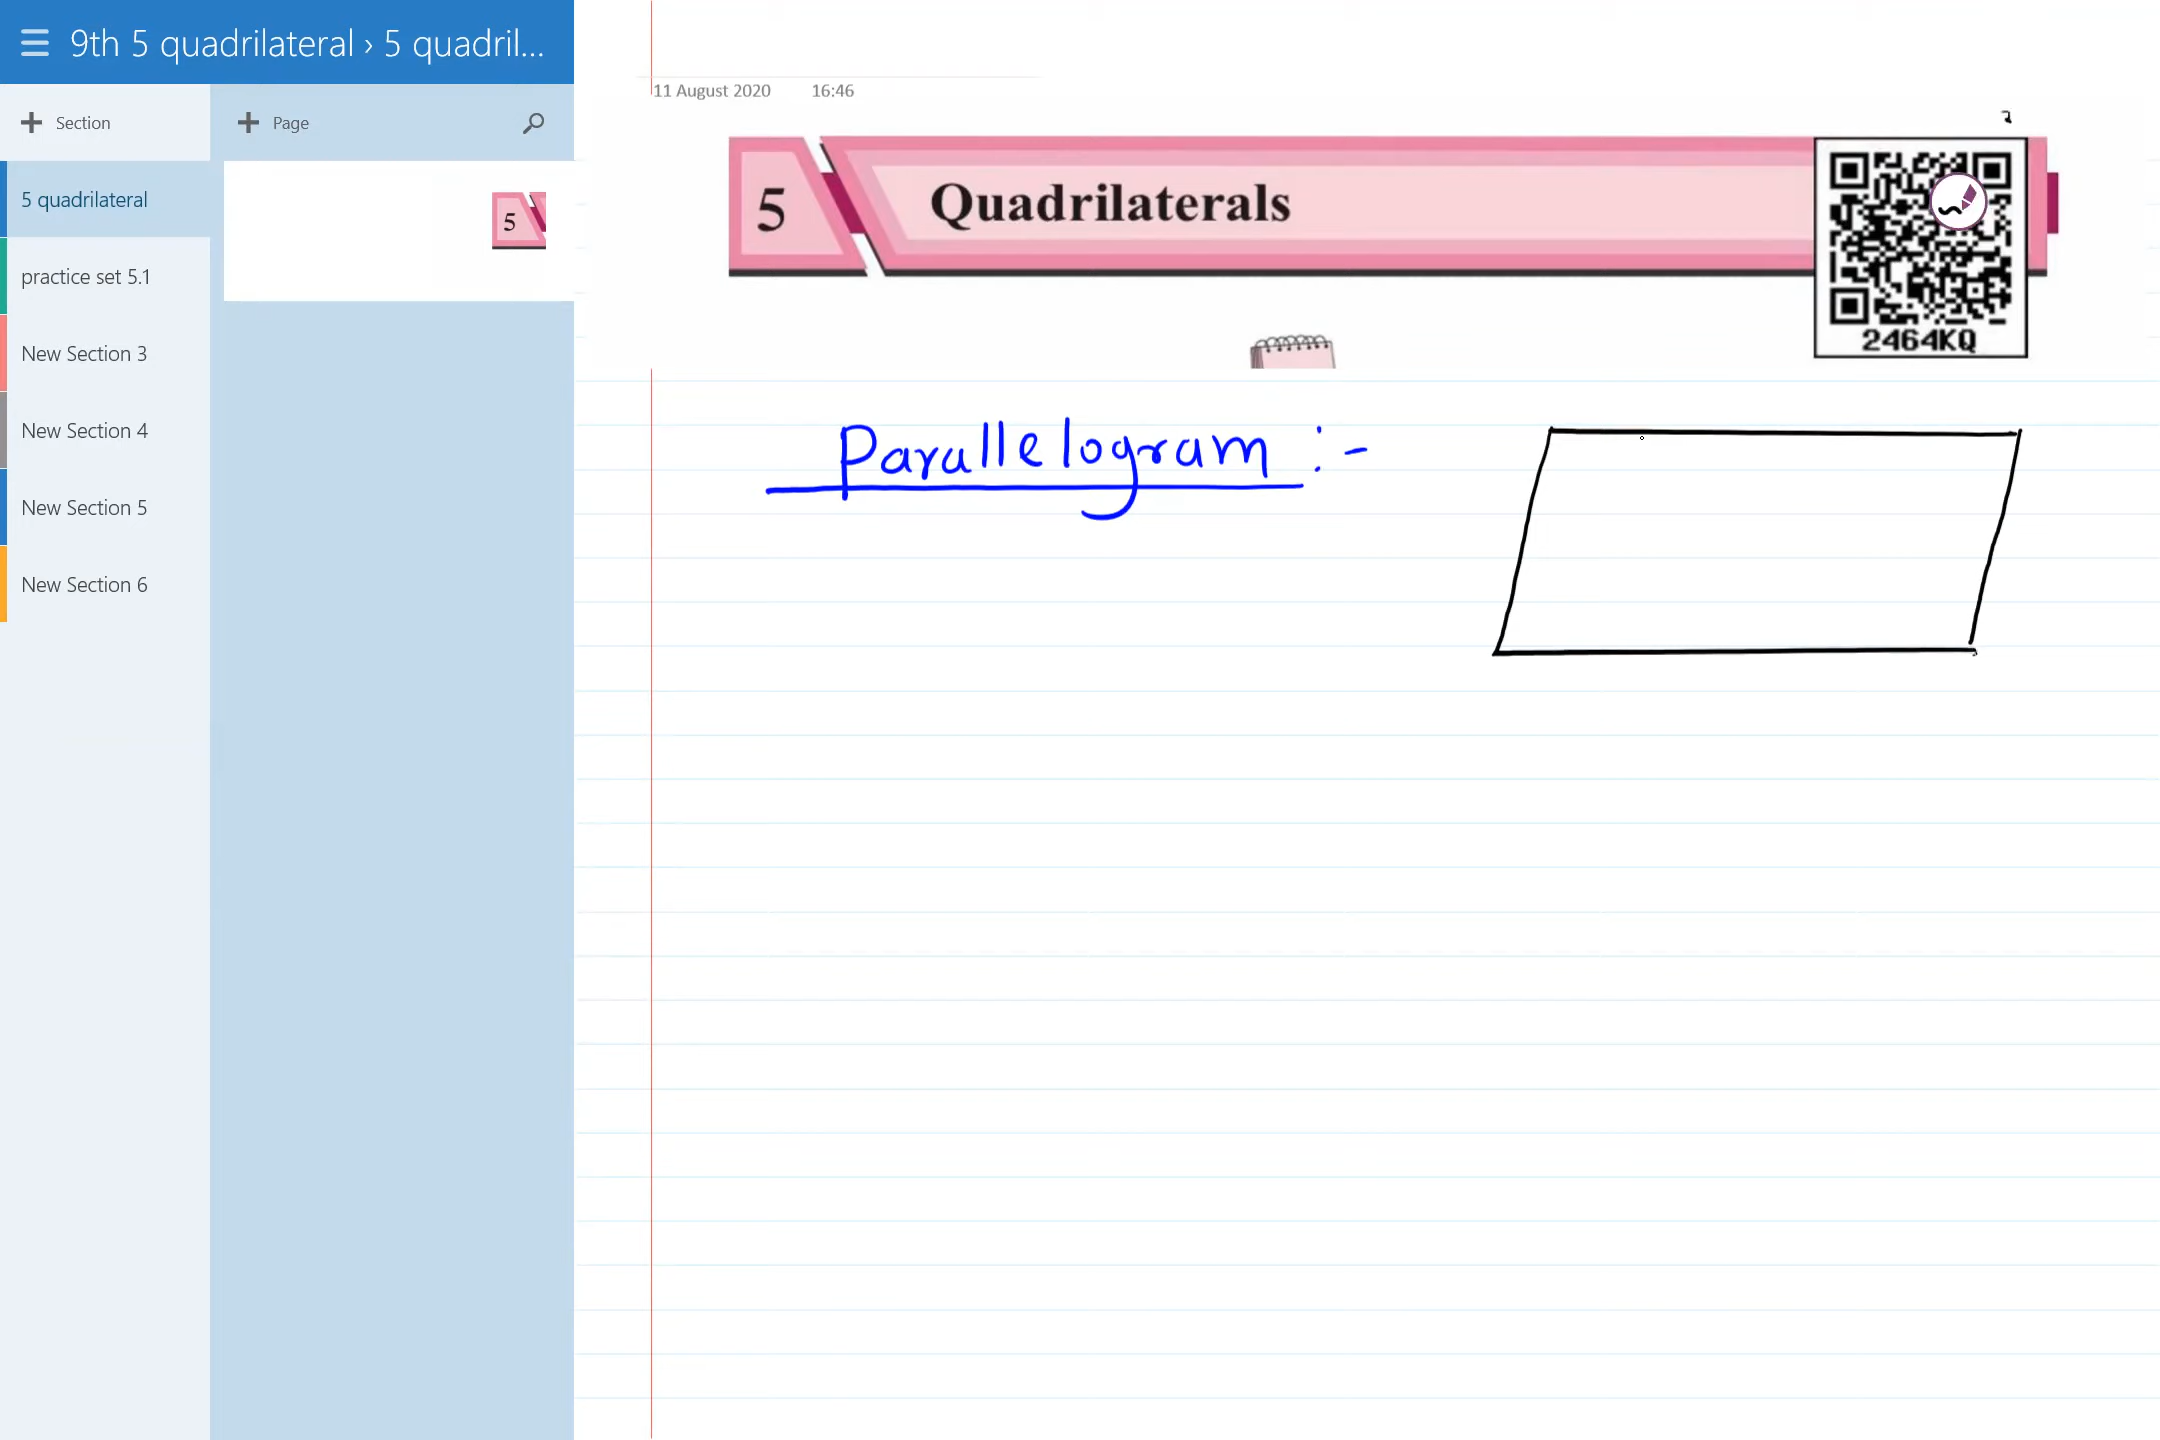 9th 5 quadrilateral › 5 quadril...
Section
Page
5 quadrilateral
practice set 5.1
New Section 3
New Section 4
New Section 5
New Section 6
5
11 August 2020 16:46
5 Quadrilaterals
2464KQ
Parallelogram :-